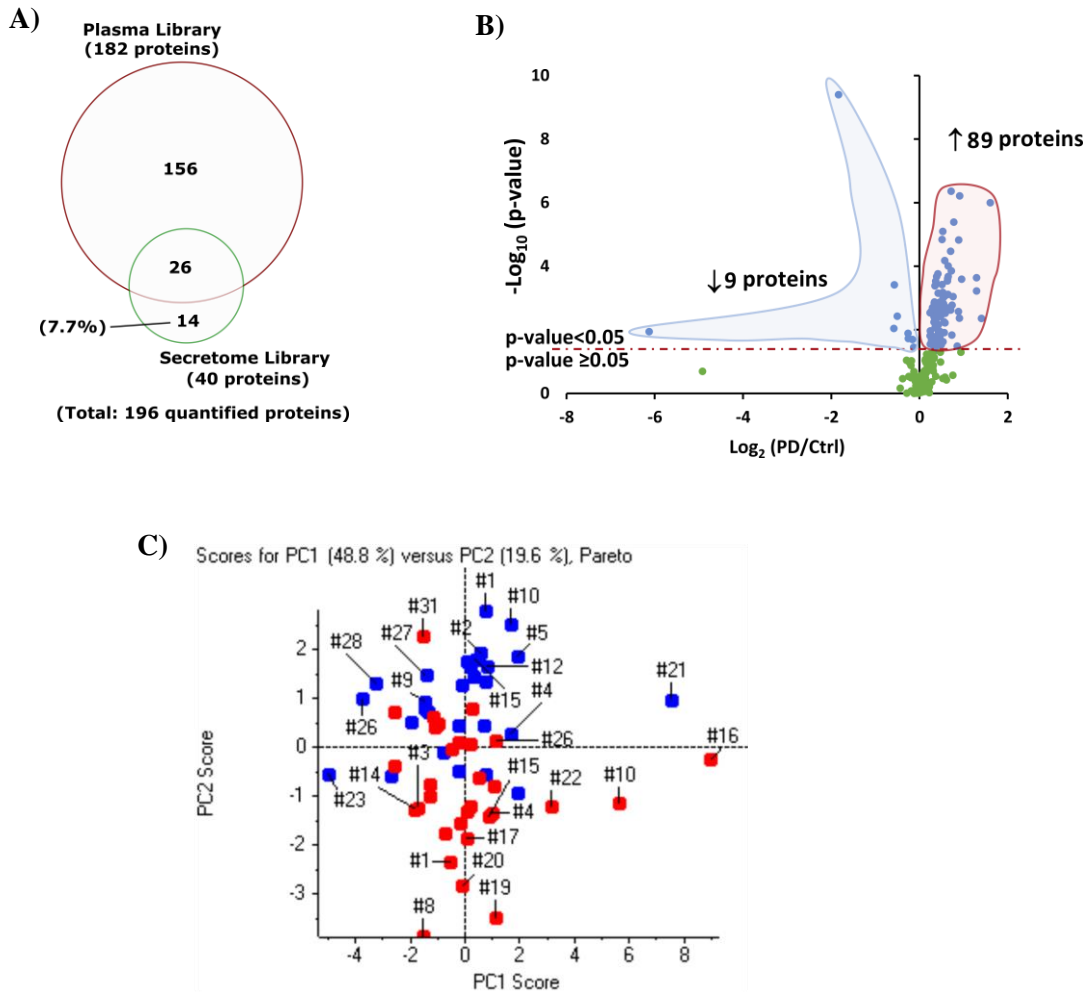 A)
Plasma Library
(182 proteins)
156
26
(7.7%)
14
Secretome Library
(40 proteins)
(Total: 196 quantified proteins)
B)
-Log10 (p-value)
10
8
6
4
2
0
↑ 89 proteins
↓9 proteins
p-value<0.05
p-value ≥0.05
-8 -6 -4 -2 0 2
Log2 (PD/Ctrl)
C)
Scores for PC1 (48.8 %) versus PC2 (19.6 %), Pareto
PC2 Score
2
1
0
-1
-2
-3
#1
#10
#31
#2
#5
#27
#28
#12
#21
#9
#15
#4
#26
#26
#16
#3
#14
#15
#22
#10
#23
#4
#17
#1
#20
#19
#8
-4 -2 0 2 4 6 8
PC1 Score